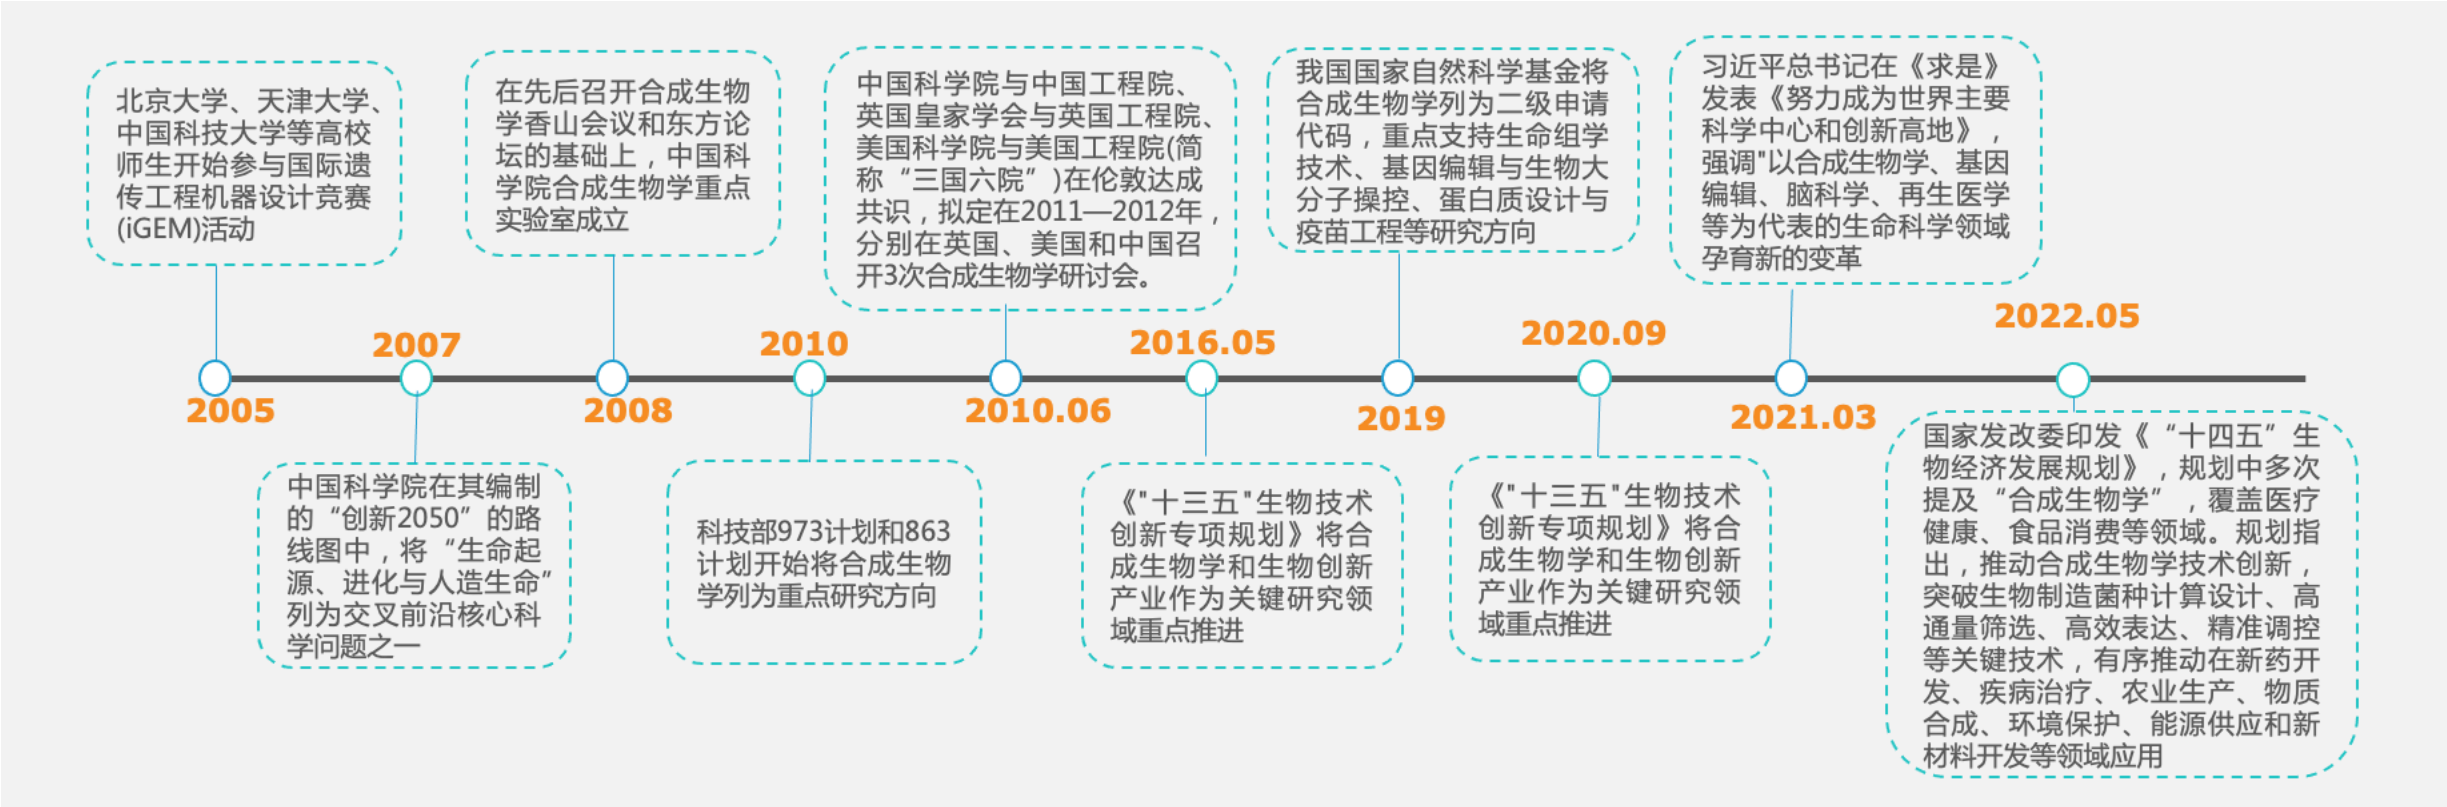 北京大学、天津大学、
中国科技大学等高校
师生开始参与国际遗
传工程机器设计竞赛
(iGEM)活动
在先后召开合成生物
学香山会议和东方论
坛的基础上，中国科
学院合成生物学重点
实验室成立
中国科学院与中国工程院、
英国皇家学会与英国工程院、
美国科学院与美国工程院(简
称“三国六院”)在伦敦达成
共识，拟定在2011—2012年，
分别在英国、美国和中国召
开3次合成生物学研讨会。
我国国家自然科学基金将
合成生物学列为二级申请
代码，重点支持生命组学
技术、基因编辑与生物大
分子操控、蛋白质设计与
疫苗工程等研究方向
习近平总书记在《求是》
发表《努力成为世界主要
科学中心和创新高地》，
强调"以合成生物学、基因
编辑、脑科学、再生医学
等为代表的生命科学领域
孕育新的变革
2007
2010
2016.05
2020.09
2022.05
2005
2008
2010.06
2019
2021.03
中国科学院在其编制
的“创新2050”的路
线图中，将“生命起
源、进化与人造生命”
列为交叉前沿核心科
学问题之一
科技部973计划和863
计划开始将合成生物
学列为重点研究方向
《"十三五"生物技术
创新专项规划》将合
成生物学和生物创新
产业作为关键研究领
域重点推进
《"十三五"生物技术
创新专项规划》将合
成生物学和生物创新
产业作为关键研究领
域重点推进
国家发改委印发《“十四五”生
物经济发展规划》，规划中多次
提及“合成生物学”，覆盖医疗
健康、食品消费等领域。规划指
出，推动合成生物学技术创新，
突破生物制造菌种计算设计、高
通量筛选、高效表达、精准调控
等关键技术，有序推动在新药开
发、疾病治疗、农业生产、物质
合成、环境保护、能源供应和新
材料开发等领域应用